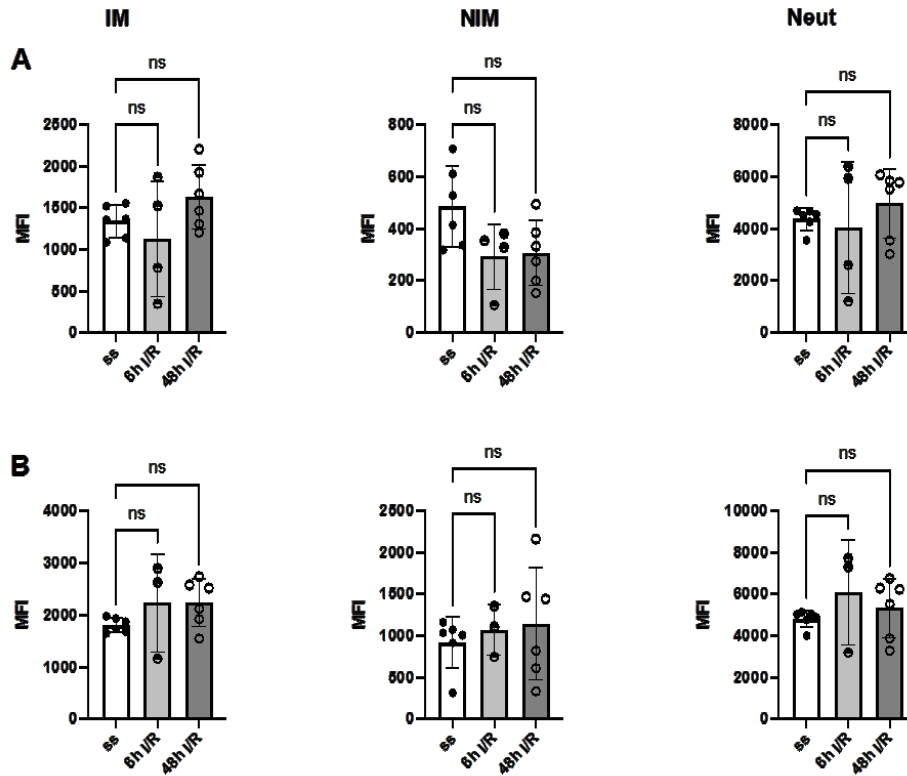 IM NIM Neut
A
ns ns ns
ns ns ns
2500 800 8000
2000 600 6000
1500 400 4000
1000 200 2000
500 0 0
0
MFI MFI MFI
ss 6h I/R 48h I/R ss 6h I/R 48h I/R ss 6h I/R 48h I/R
B
ns ns ns
ns ns ns
4000 2500 10000
3000 2000 8000
2000 1500 6000
1000 1000 4000
0 500 2000
0 0
MFI MFI MFI
ss 6h I/R 48h I/R ss 6h I/R 48h I/R ss 6h I/R 48h I/R